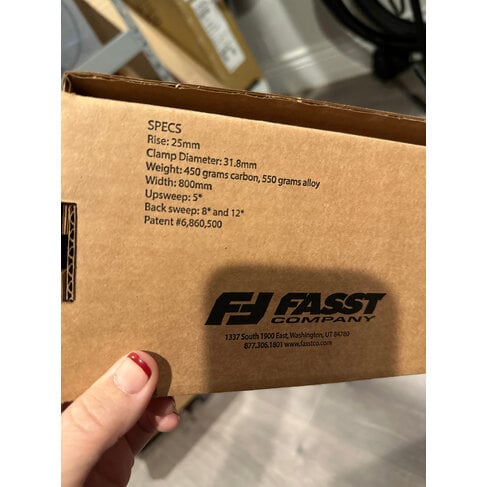 SPECS
Rise: 25mm
Clamp Diameter: 31.8mm
Weight: 450 grams carbon, 550 grams alloy
Width: 800mm
Upsweep: 5*
Back sweep: 8* and 12*
Patent #6,860,500
FASST
COMPANY
1337 South 1900 East, Washington, UT 84780
877.306.1801 www.fasstco.com